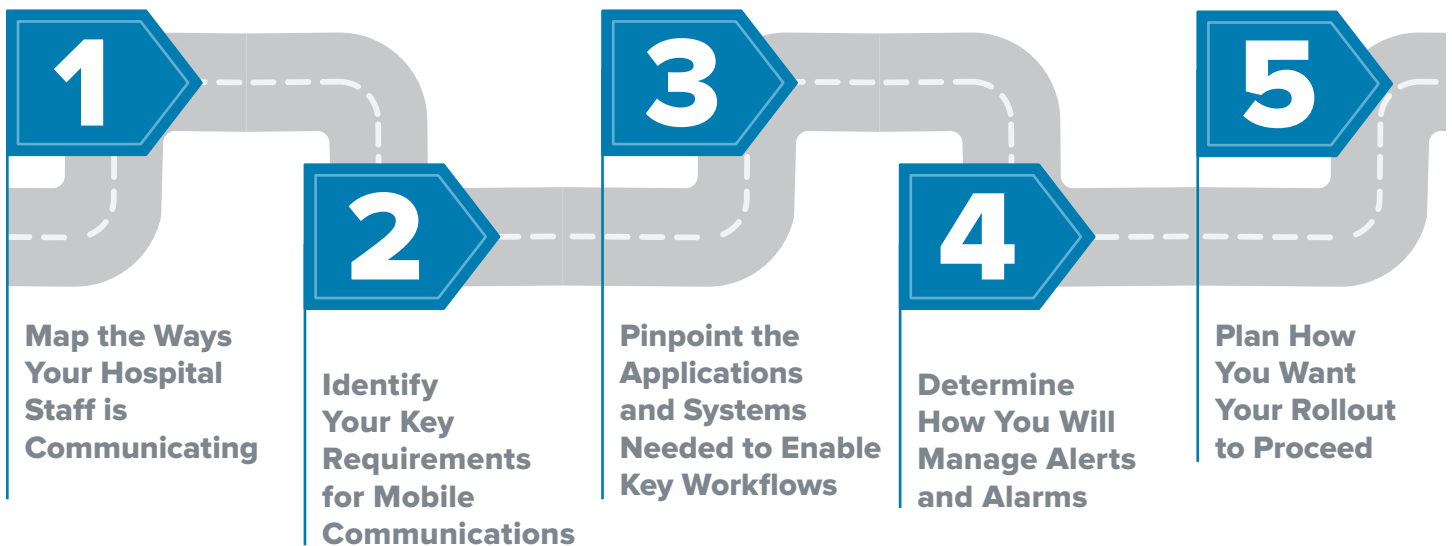 1
Map the Ways
Your Hospital
Staff is
Communicating
2
Identify
Your Key
Requirements
for Mobile
Communications
3
Pinpoint the
Applications
and Systems
Needed to Enable
Key Workflows
4
Determine
How You Will
Manage Alerts
and Alarms
5
Plan How
You Want
Your Rollout
to Proceed